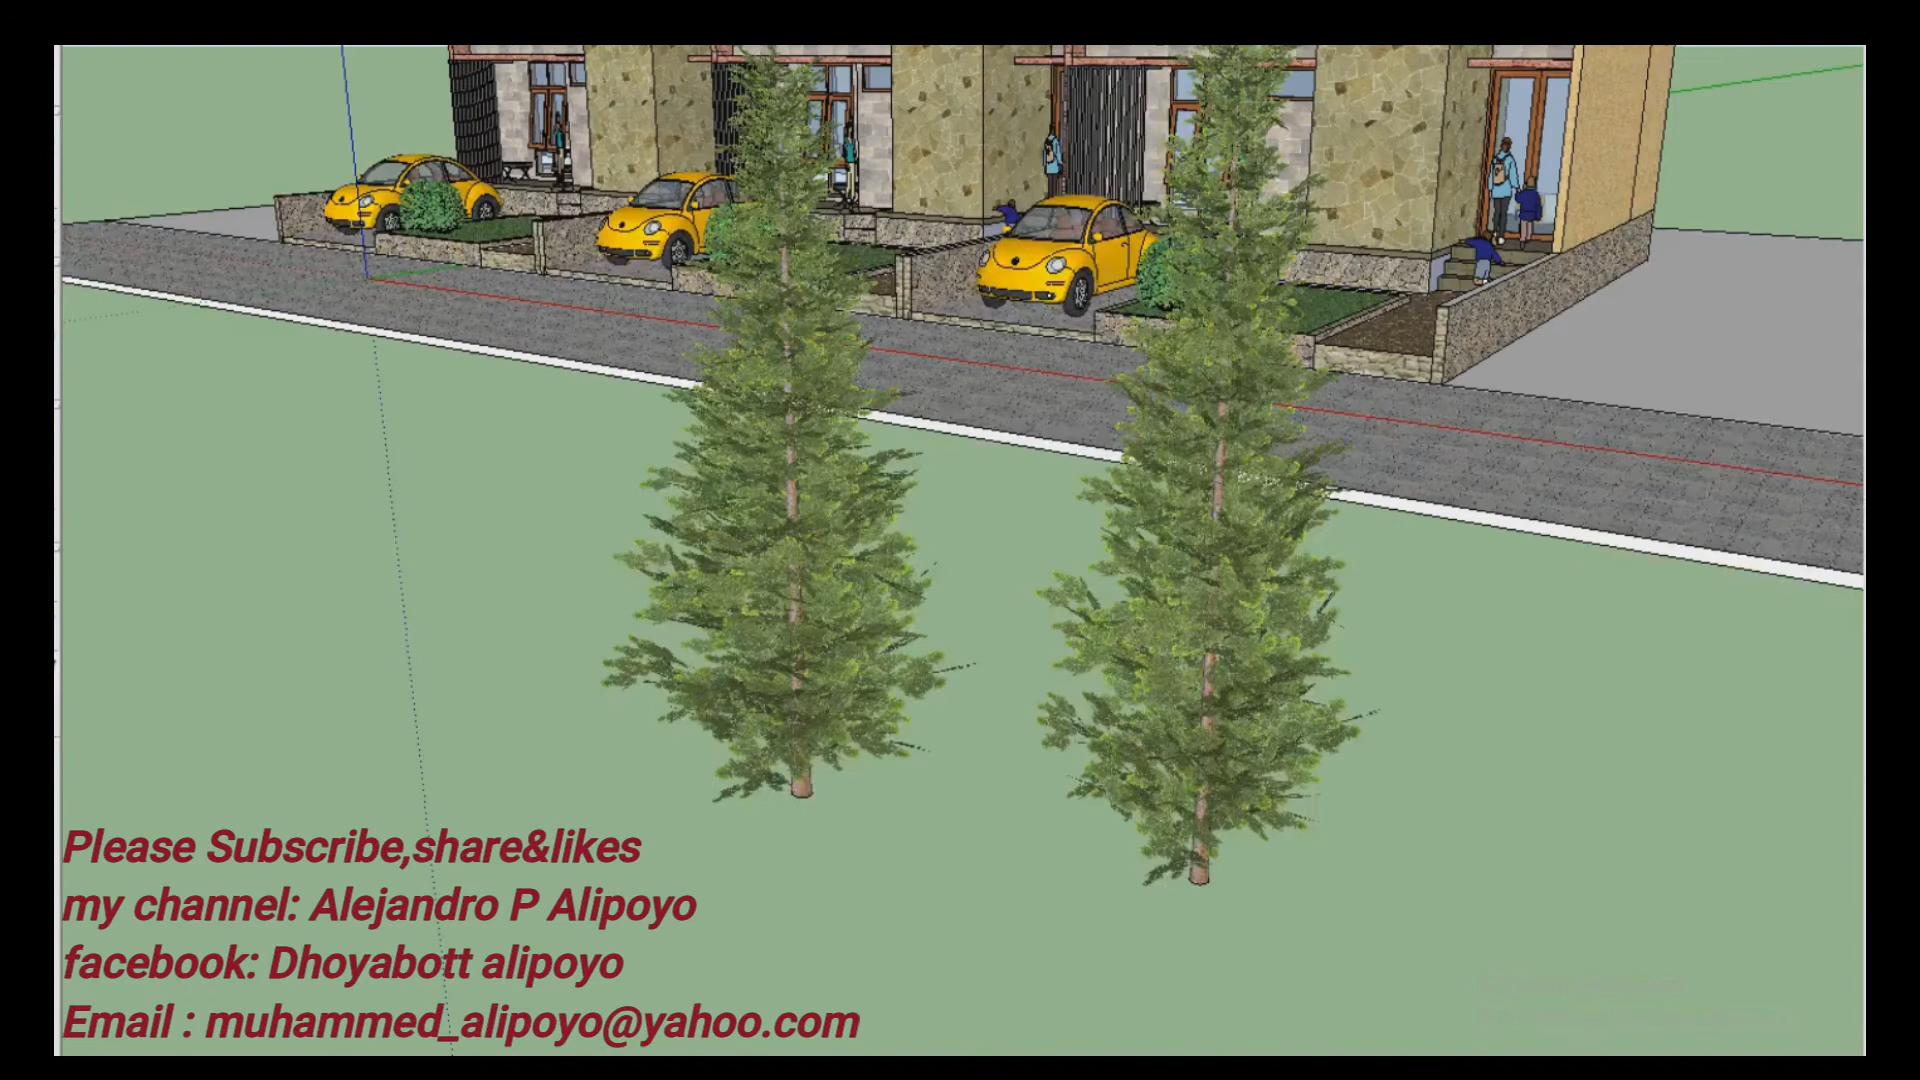 Please Subscribe,share&likes
my channel: Alejandro P Alipoyo
facebook: Dhoyabott alipoyo
Email : muhammed_alipoyo@yahoo.com